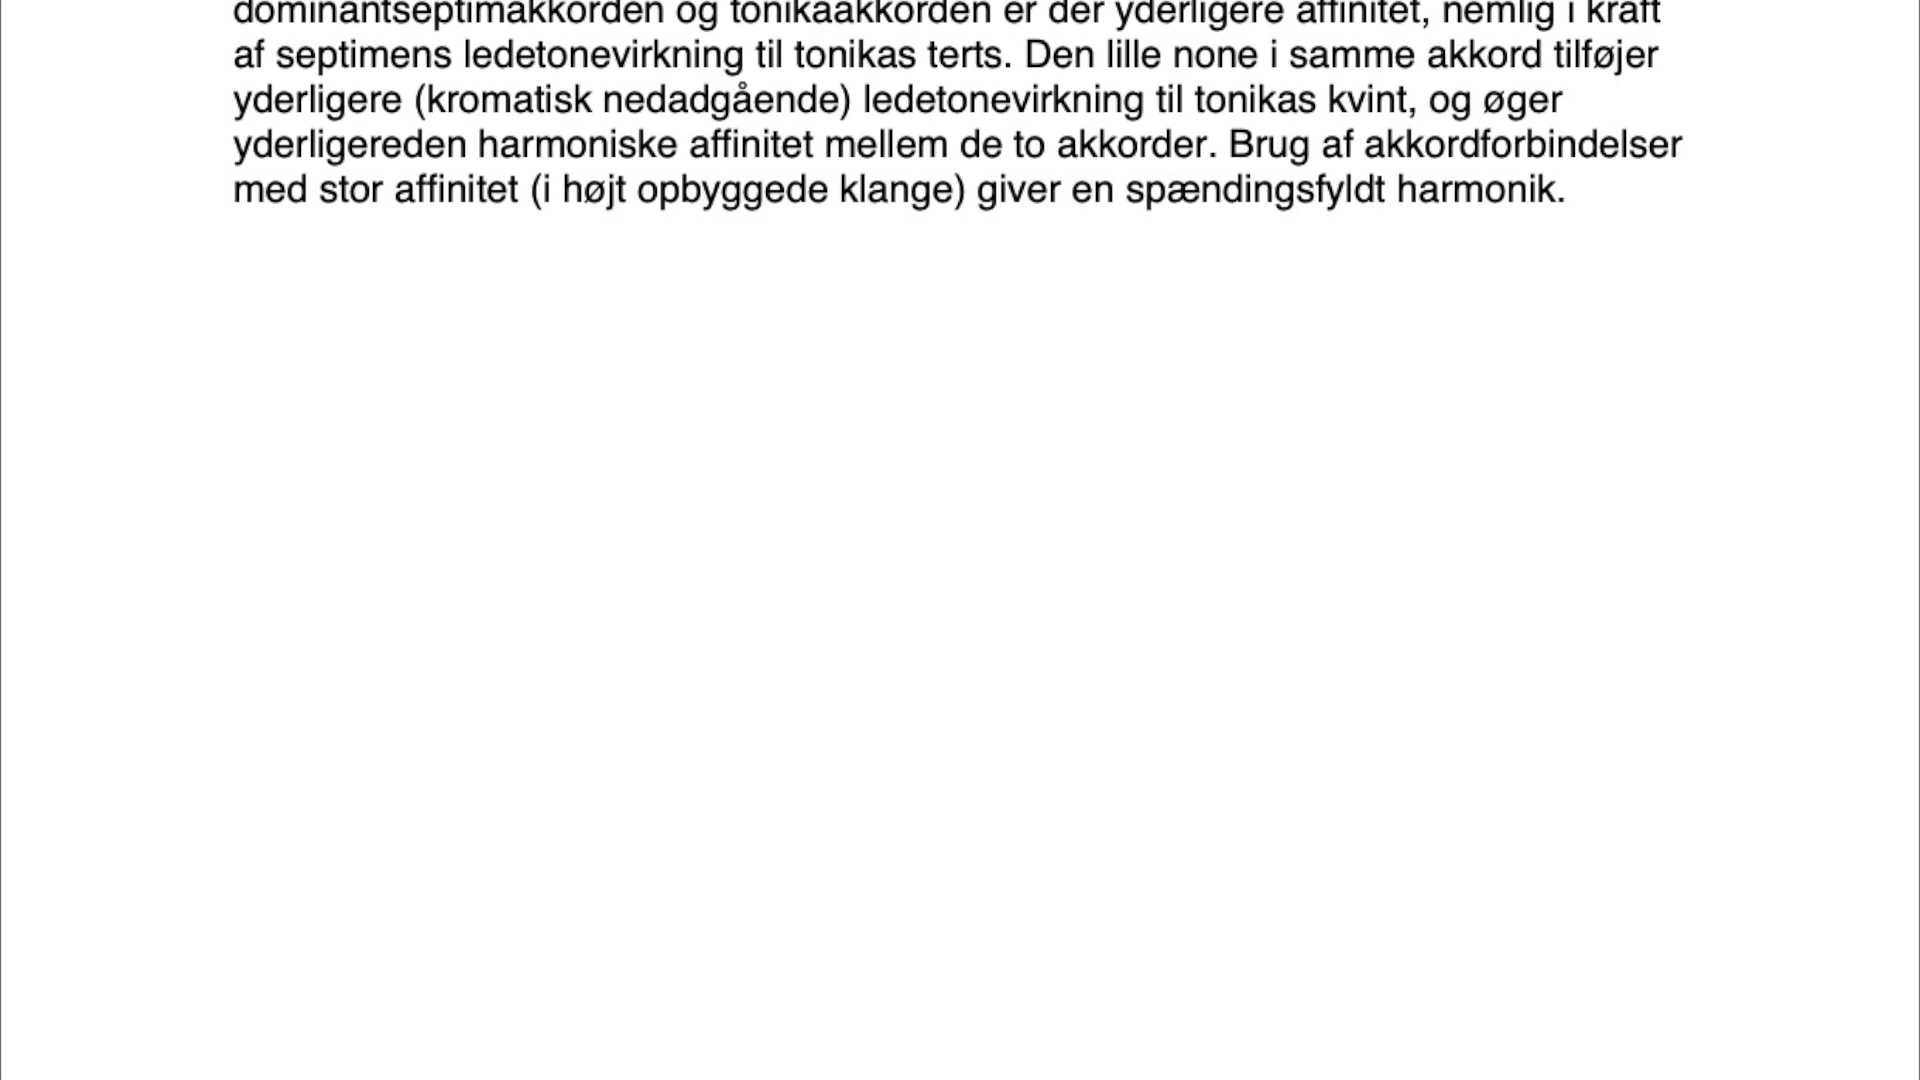 dominantseptimakkorden og tonikaakkorden er der yderligere affinitet, nemlig i kraft
af septimens ledetonevirkning til tonikas terts. Den lille none i samme akkord tilføjer
yderligere (kromatisk nedadgående) ledetonevirkning til tonikas kvint, og øger
yderligereden harmoniske affinitet mellem de to akkorder. Brug af akkordforbindelser
med stor affinitet (i højt opbyggede klange) giver en spændingsfyldt harmonik.